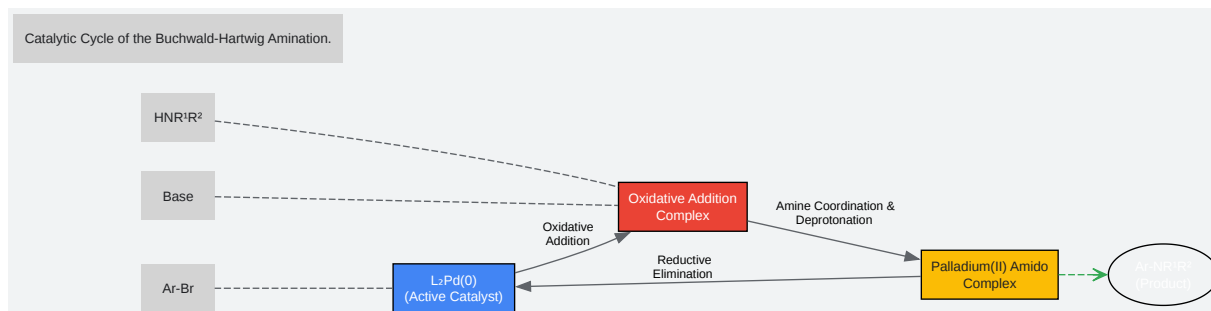 Catalytic Cycle of the Buchwald-Hartwig Amination.
HNR¹R²
Base
Oxidative Addition
Complex
Amine Coordination &
Deprotonation
Oxidative
Addition
Reductive
Elimination
Palladium(II) Amido
Complex
Ar-NR¹R²
(Product)
Ar-Br
L₂Pd(0)
(Active Catalyst)